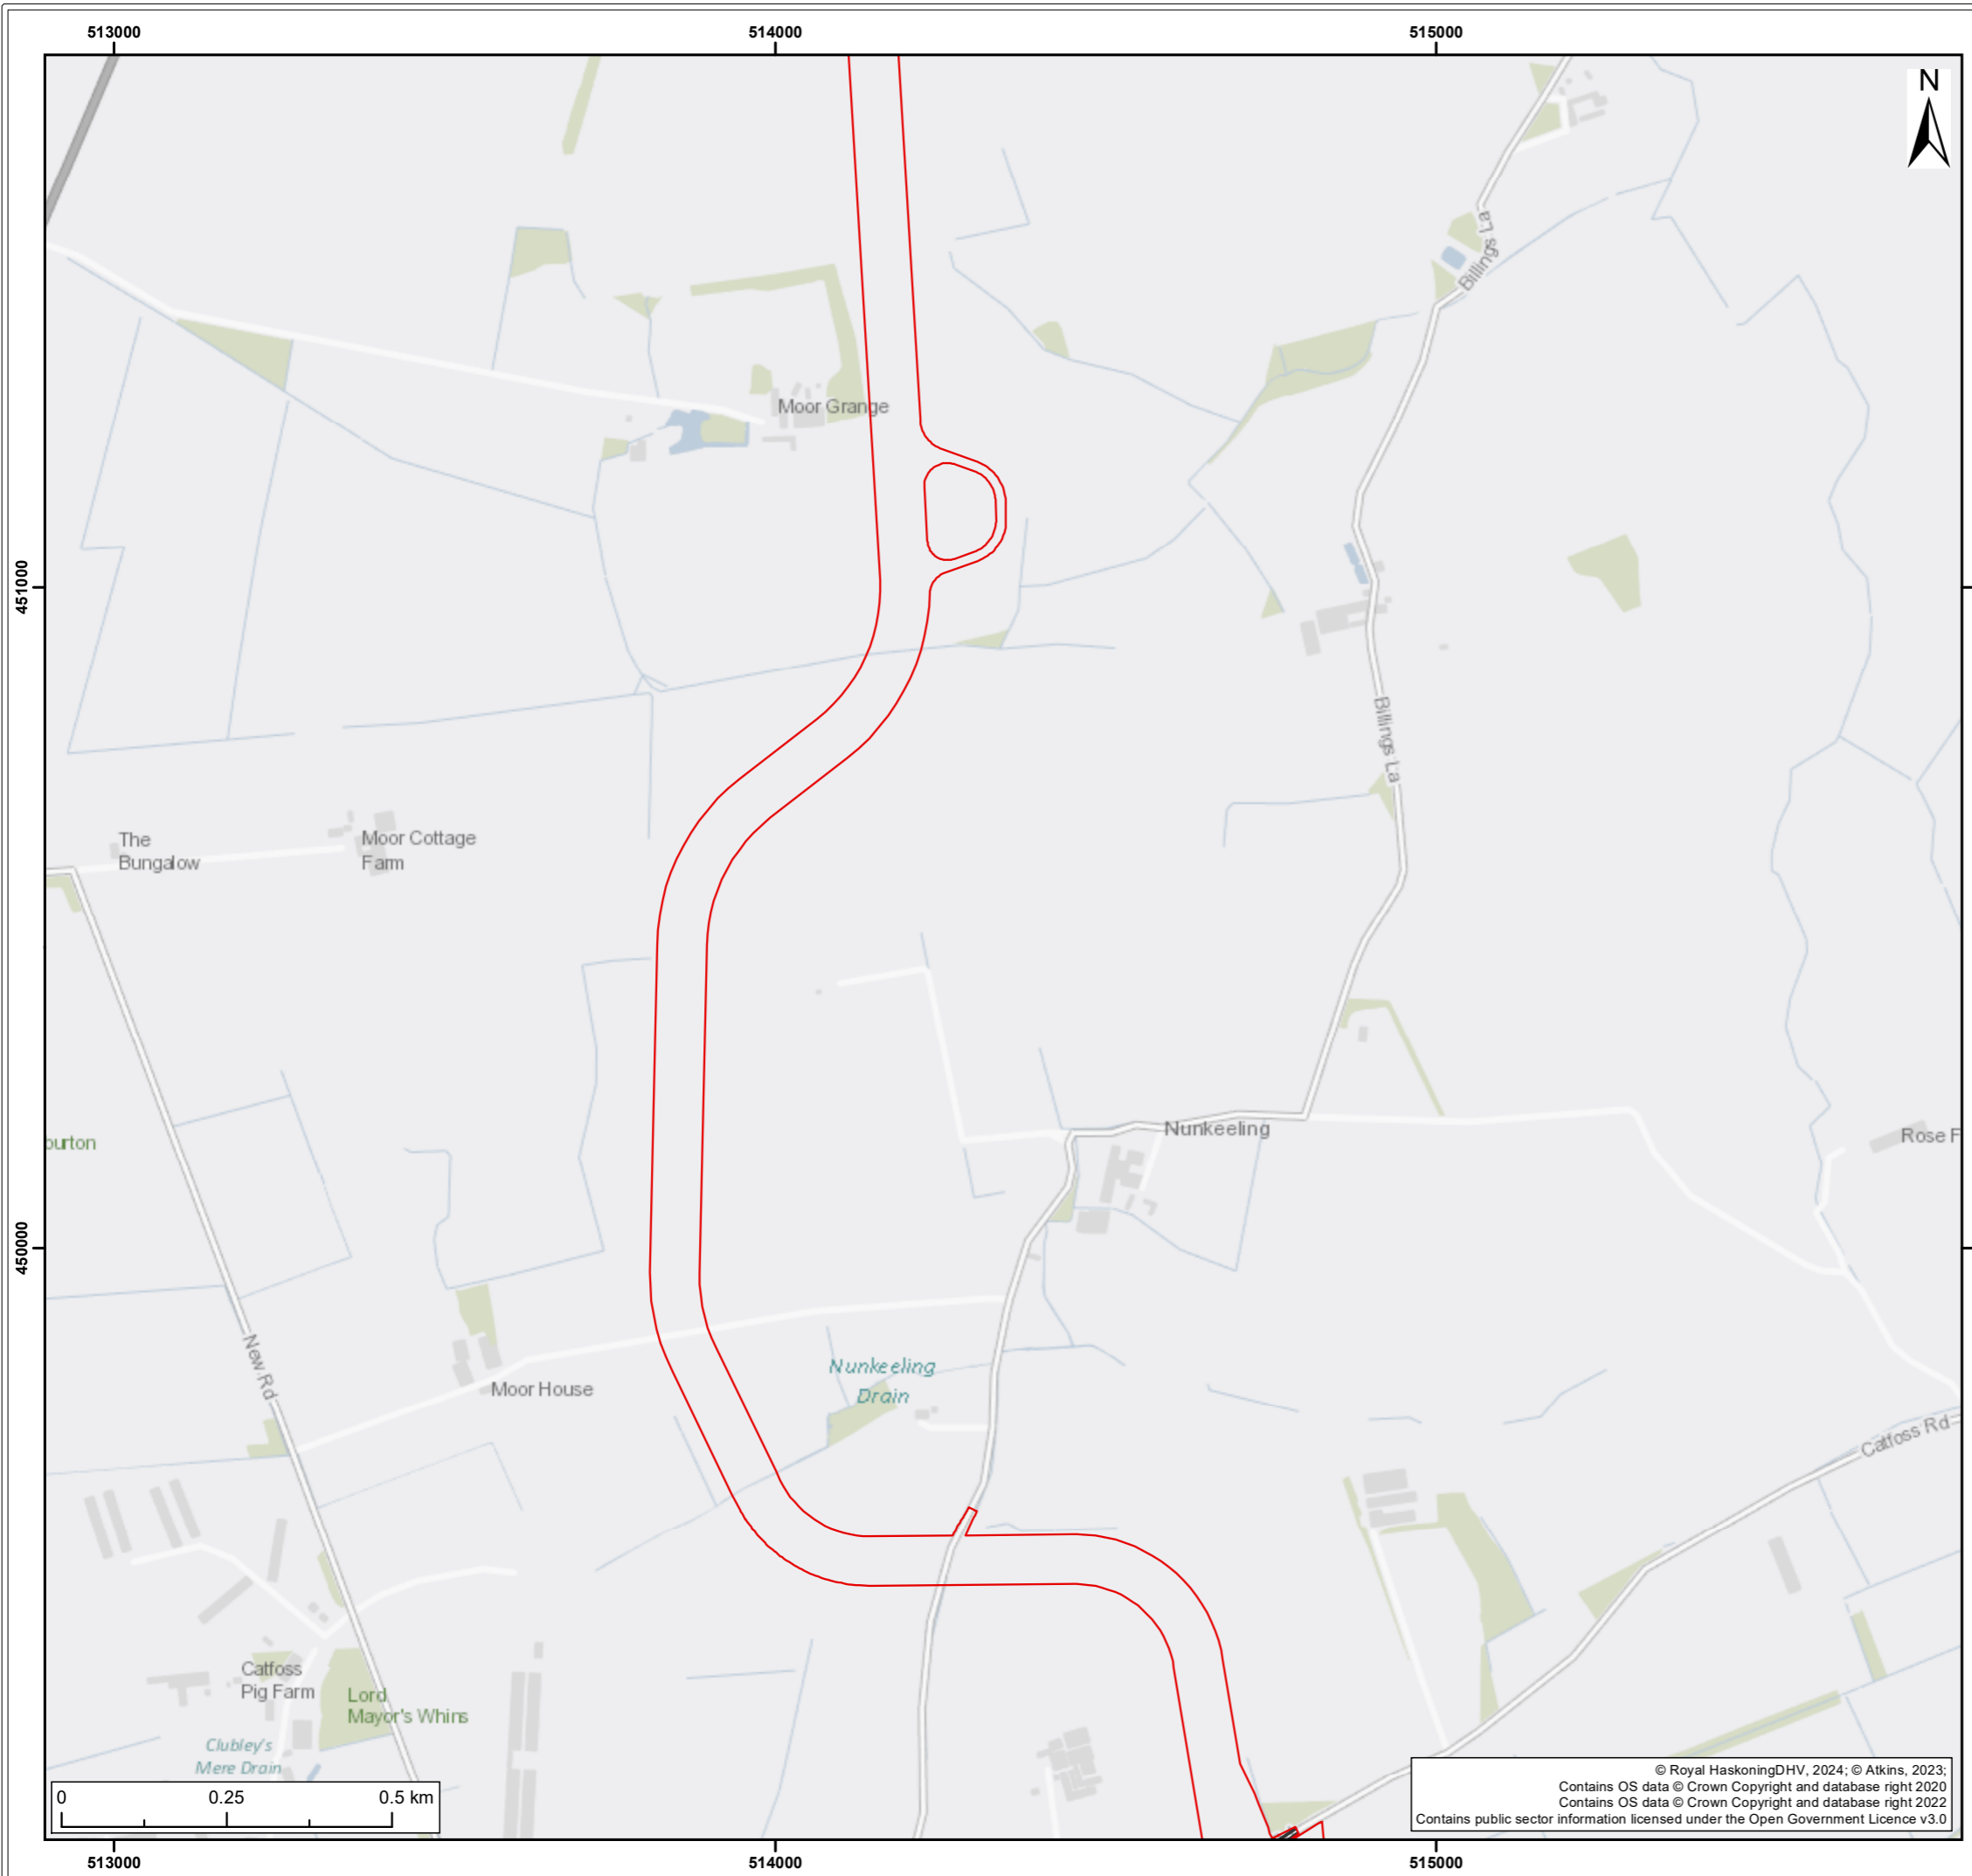 513000
514000
515000
N
Billings La
Moor Grange
451000
Billings La
The
Bungalow
Moor Cottage
Farm
Nunkeeling
ourton
Rose F
450000
New Rd
Moor House
Nunkeeling
Drain
Catfoss Rd
Catfoss
Pig Farm
Lord
Mayor's Whins
Clubley's
Mere Drain
0 0.25 0.5 km
© Royal HaskoningDHV, 2024; © Atkins, 2023;
Contains OS data © Crown Copyright and database right 2020
Contains OS data © Crown Copyright and database right 2022
Contains public sector information licensed under the Open Government Licence v3.0
513000
514000
515000